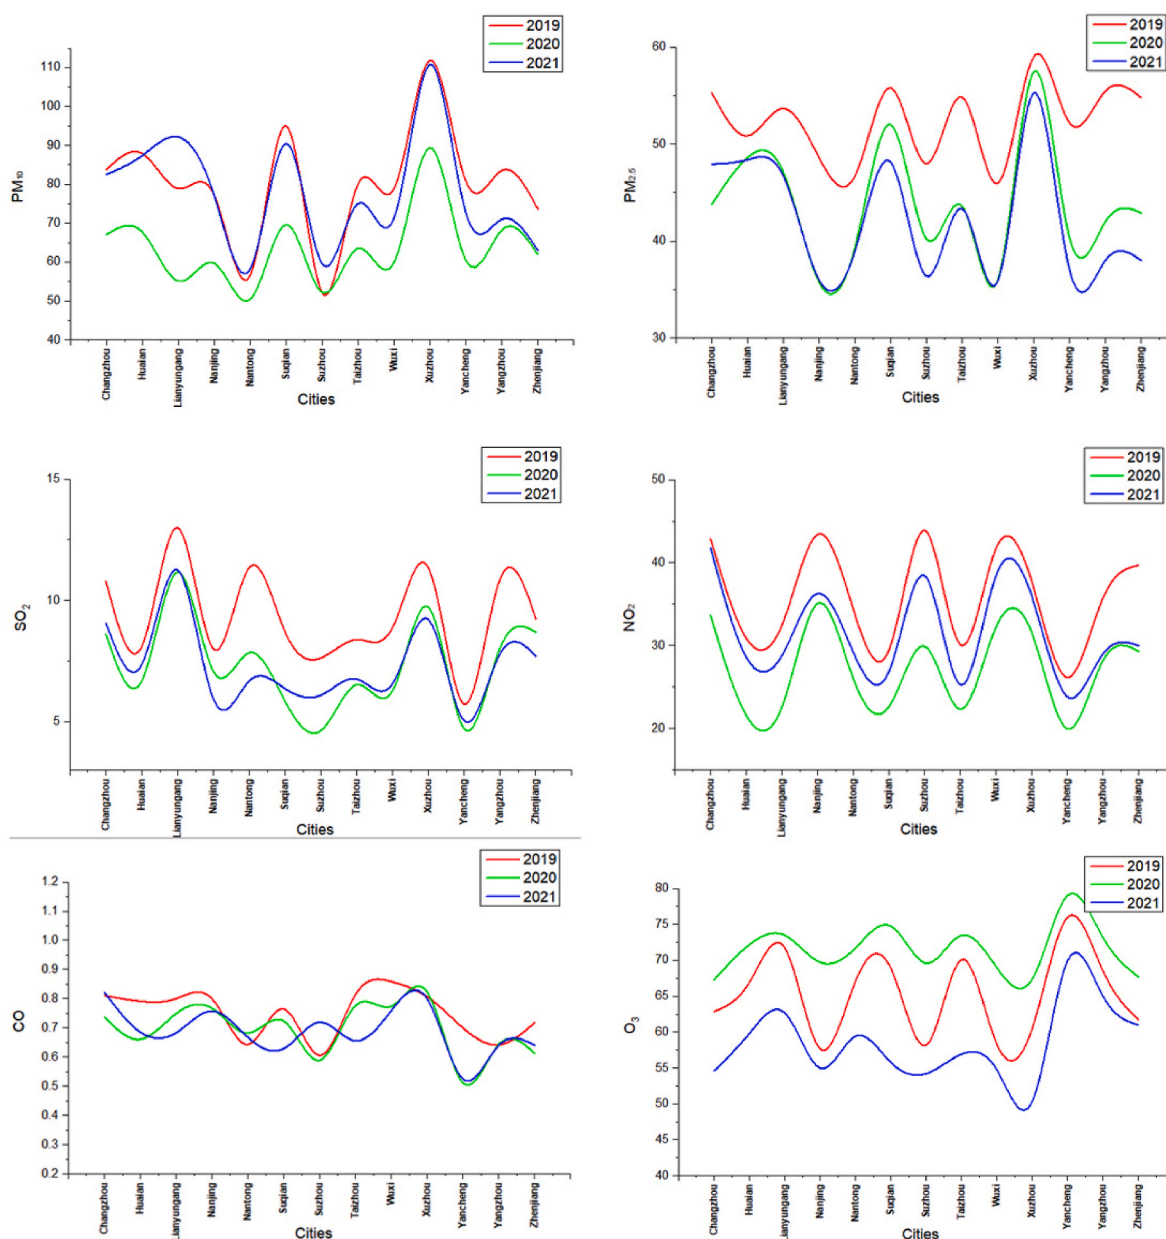 2019
2020
2021
110
100
90
80
70
60
50
40
PM10
Changzhou
Huaian
Lianyungang
Nanjing
Nantong
Suqian
Suzhou
Taizhou
Wuxi
Xuzhou
Yancheng
Yangzhou
Zhenjiang
Cities
2019
2020
2021
60
50
40
30
PM2.5
Changzhou
Huaian
Lianyungang
Nanjing
Nantong
Suqian
Suzhou
Taizhou
Wuxi
Xuzhou
Yancheng
Yangzhou
Zhenjiang
Cities
2019
2020
2021
15
10
5
SO2
Changzhou
Huaian
Lianyungang
Nanjing
Nantong
Suqian
Suzhou
Taizhou
Wuxi
Xuzhou
Yancheng
Yangzhou
Zhenjiang
Cities
2019
2020
2021
50
40
30
20
NO2
Changzhou
Huaian
Lianyungang
Nanjing
Nantong
Suqian
Suzhou
Taizhou
Wuxi
Xuzhou
Yancheng
Yangzhou
Zhenjiang
Cities
2019
2020
2021
1.2
1.1
1.0
0.9
0.8
0.7
0.6
0.5
0.4
0.3
0.2
CO
Changzhou
Huaian
Lianyungang
Nanjing
Nantong
Suqian
Suzhou
Taizhou
Wuxi
Xuzhou
Yancheng
Yangzhou
Zhenjiang
Cities
2019
2020
2021
80
75
70
65
60
55
50
45
40
O3
Changzhou
Huaian
Lianyungang
Nanjing
Nantong
Suqian
Suzhou
Taizhou
Wuxi
Xuzhou
Yancheng
Yangzhou
Zhenjiang
Cities